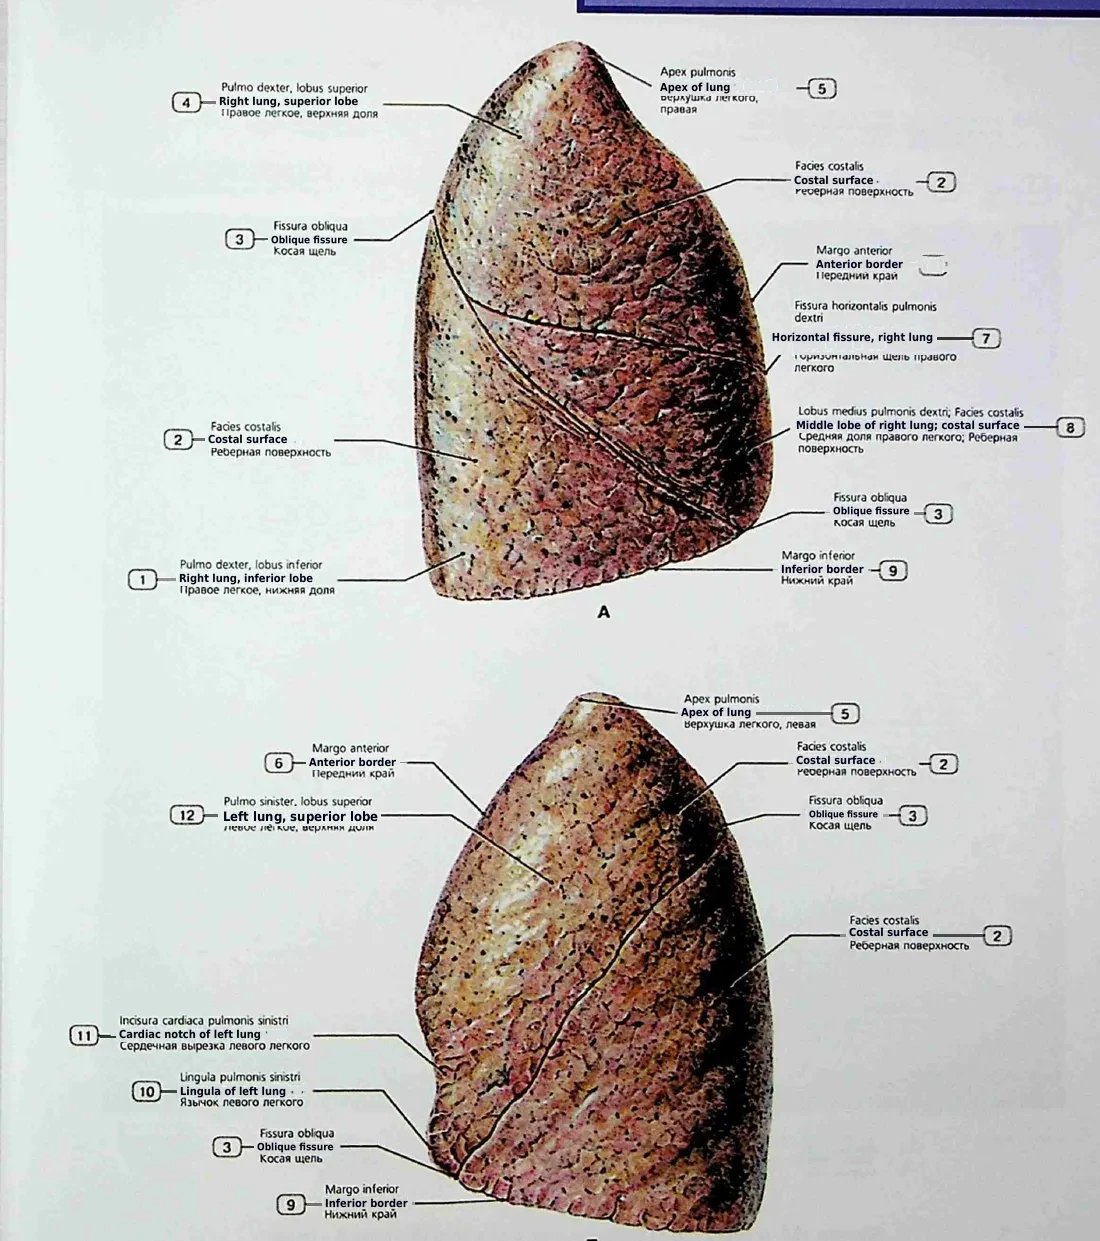 Pulmo dexter, lobus superior
4 Right lung, superior lobe
Правое легкое, верхняя доля
Apex pulmonis
Apex of lung 5
Верхушка легкого,
правая
Facies costalis
Costal surface 2
Реберная поверхность
Fissura obliqua
3 Oblique fissure
Косая щель
Margo anterior
Anterior border
Передний край
Fissura horizontalis pulmonis
dextri
Horizontal fissure, right lung 7
Горизонтальная щель правого
легкого
Lobus medius pulmonis dextri; Facies costalis
Middle lobe of right lung; costal surface 8
Средняя доля правого легкого; Реберная
поверхность
Facies costalis
2 Costal surface
Реберная поверхность
Fissura obliqua
Oblique fissure 3
Косая щель
Margo inferior
Inferior border 9
Нижний край
Pulmo dexter, lobus inferior
1 Right lung, inferior lobe
Правое легкое, нижняя доля
A
Apex pulmonis
Apex of lung 5
Верхушка легкого, левая
Margo anterior
6 Anterior border
Передний край
Facies costalis
Costal surface 2
Реберная поверхность
Pulmo sinister, lobus superior
12 Left lung, superior lobe
Левое легкое, верхняя доля
Fissura obliqua
Oblique fissure 3
Косая щель
Facies costalis
Costal surface 2
Реберная поверхность
Incisura cardiaca pulmonis sinistri
11 Cardiac notch of left lung
Сердечная вырезка левого легкого
Lingula pulmonis sinistri
10 Lingula of left lung
Язычок левого легкого
Fissura obliqua
3 Oblique fissure
Косая щель
Margo inferior
9 Inferior border
Нижний край